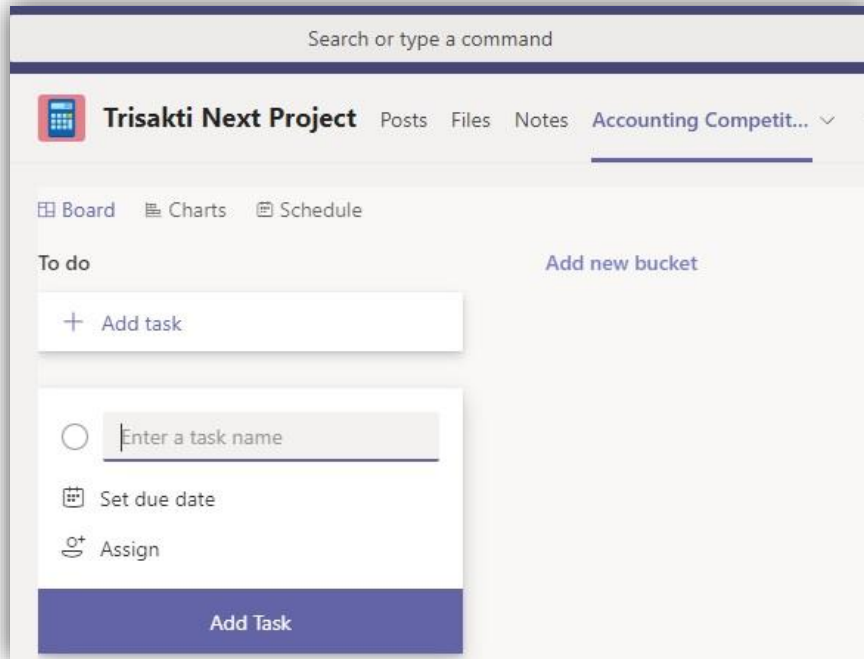 Search or type a command
Trisakti Next Project Posts Files Notes Accounting Competit...
Board Charts Schedule
To do Add new bucket
+ Add task
Enter a task name
Set due date
Assign
Add Task